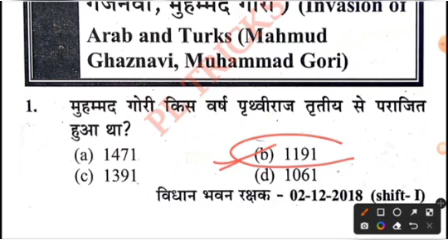 गजनवी, मुहम्मद गोरी) (Invasion of
Arab and Turks (Mahmud
Ghaznavi, Muhammad Gori)
1. मुहम्मद गोरी किस वर्ष पृथ्वीराज तृतीय से पराजित
हुआ था?
(a) 1471 (b) 1191
(c) 1391 (d) 1061
विधान भवन रक्षक - 02-12-2018 (shift- I)